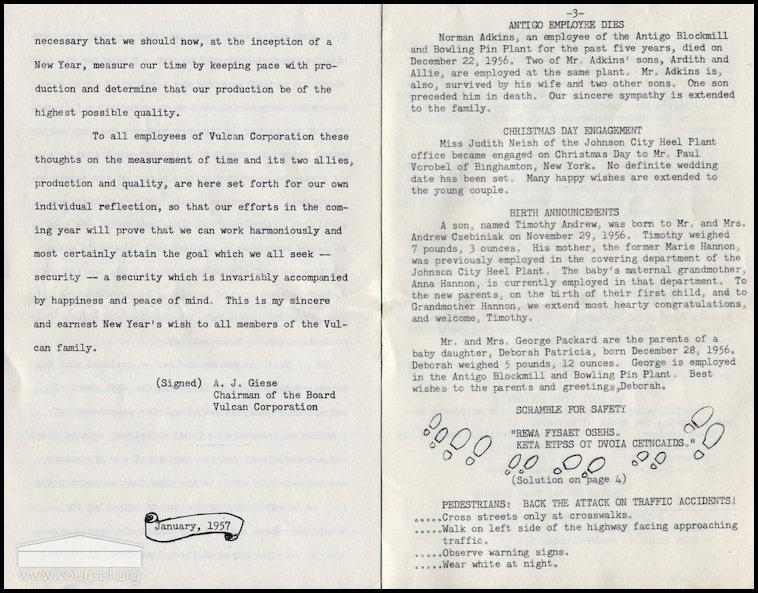 necessary that we should now, at the inception of a
New Year, measure our time by keeping pace with pro-
duction and determine that our production be of the
highest possible quality.
To all employees of Vulcan Corporation these
thoughts on the measurement of time and its two allies,
production and quality, are here set forth for our own
individual reflection, so that our efforts in the com-
ing year will prove that we can work harmoniously and
most certainly attain the goal which we all seek --
security -- a security which is invariably accompanied
by happiness and peace of mind. This is my sincere
and earnest New Year's wish to all members of the Vul-
can family.
(Signed) A. J. Giese
Chairman of the Board
Vulcan Corporation
January, 1957
www.yourppl.org
-3-
ANTIGO EMPLOYEE DIES
Norman Adkins, an employee of the Antigo Blockmill
and Bowling Pin Plant for the past five years, died on
December 22, 1956. Two of Mr. Adkins' sons, Ardith and
Allie, are employed at the same plant. Mr. Adkins is,
also, survived by his wife and two other sons. One son
preceded him in death. Our sincere sympathy is extended
to the family.
CHRISTMAS DAY ENGAGEMENT
Miss Judith Neish of the Johnson City Heel Plant
office became engaged on Christmas Day to Mr. Paul
Vorobel of Binghamton, New York. No definite wedding
date has been set. Many happy wishes are extended to
the young couple.
BIRTH ANNOUNCEMENTS
A son, named Timothy Andrew, was born to Mr. and Mrs.
Andrew Czebiniak on November 29, 1956. Timothy weighed
7 pounds, 3 ounces. His mother, the former Marie Hannon,
was previously employed in the covering department of the
Johnson City Heel Plant. The baby's maternal grandmother,
Anna Hannon, is currently employed in that department. To
the new parents, on the birth of their first child, and to
Grandmother Hannon, we extend most hearty congratulations,
and welcome, Timothy.
Mr. and Mrs. George Packard are the parents of a
baby daughter, Deborah Patricia, born December 28, 1956.
Deborah weighed 5 pounds, 12 ounces. George is employed
in the Antigo Blockmill and Bowling Pin Plant. Best
wishes to the parents and greetings,Deborah.
SCRAMBLE FOR SAFETY
"REWA FYSAET OSEHS.
KETA ETPSS OT DVOIA CETNCAIDS."
(Solution on page 4)
PEDESTRIANS: BACK THE ATTACK ON TRAFFIC ACCIDENTS!
.....Cross streets only at crosswalks.
.....Walk on left side of the highway facing approaching
traffic.
.....Observe warning signs.
.....Wear white at night.